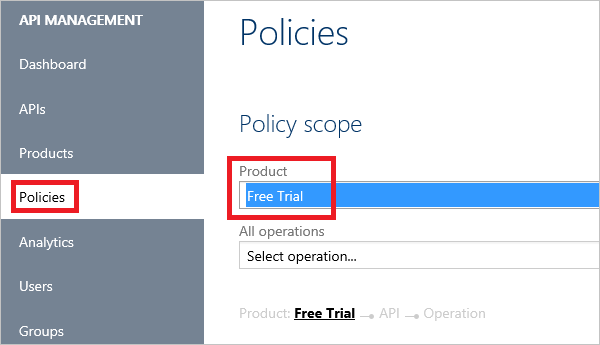 API MANAGEMENT
Dashboard
APIs
Products
Policies
Analytics
Users
Groups
Policies
Policy scope
Product
Free Trial
All operations
Select operation...
Product: Free Trial API Operation